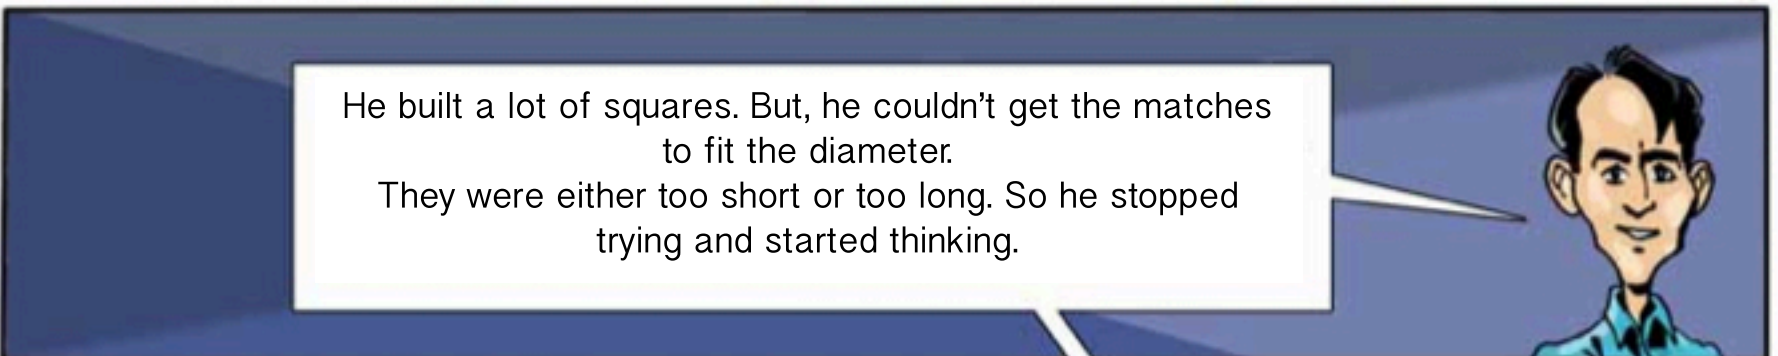 He built a lot of squares. But, he couldn't get the matches
to fit the diameter.
They were either too short or too long. So he stopped
trying and started thinking.